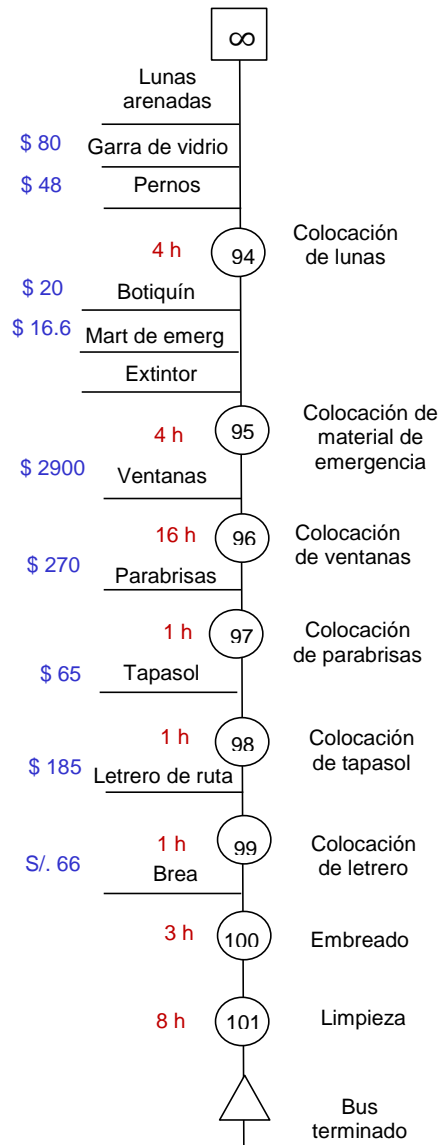 ∞
Lunas
arenadas
$ 80 Garra de vidrio
$ 48 Pernos
4 h 94 Colocación
de lunas
$ 20 Botiquín
$ 16.6 Mart de emerg
Extintor
4 h 95 Colocación de
material de
emergencia
$ 2900 Ventanas
16 h 96 Colocación
de ventanas
$ 270 Parabrisas
1 h 97 Colocación
de parabrisas
$ 65 Tapasol
1 h 98 Colocación
de tapasol
$ 185 Letrero de ruta
1 h 99 Colocación
de letrero
S/. 66 Brea
3 h 100 Embreado
8 h 101 Limpieza
Bus
terminado